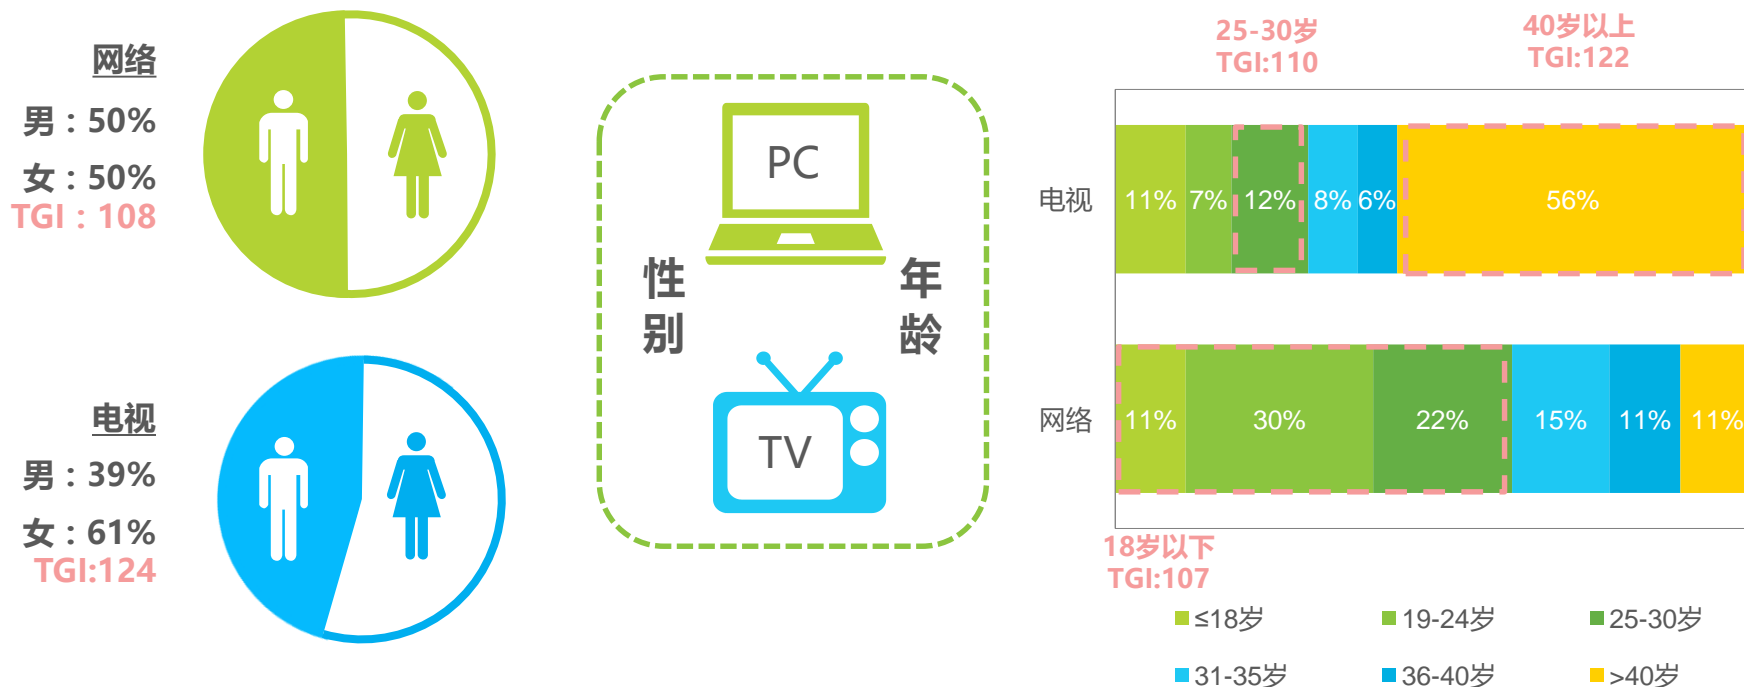 网络
男：50%
女：50%
TGI：108
电视
男：39%
女：61%
TGI:124
PC
性别
年龄
TV
25-30岁
TGI:110
40岁以上
TGI:122
电视
11% 7% 12% 8% 6% 56%
网络
11% 30% 22% 15% 11% 11%
18岁以下
TGI:107
≤18岁 19-24岁 25-30岁
31-35岁 36-40岁 >40岁